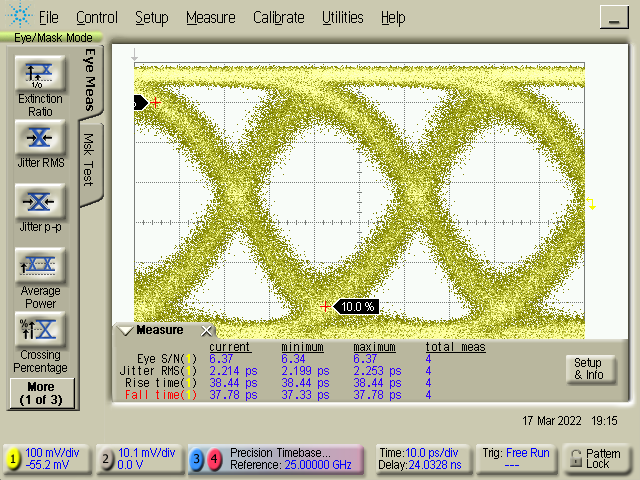 File Control Setup Measure Calibrate Utilities Help
Eye/Mask Mode
Eye Meas
Msk Test
1/0
Extinction
Ratio
Jitter RMS
Jitter p-p
Average
Power
%
Crossing
Percentage
More
(1 of 3)
10.0 %
Measure
current minimum maximum total meas
Eye S/N(1) 6.37 6.34 6.37 4
Jitter RMS(1) 2.214 ps 2.199 ps 2.253 ps 4
Rise time(1) 38.44 ps 38.44 ps 38.44 ps 4
Fall time(1) 37.78 ps 37.33 ps 37.78 ps 4
Setup
& Info
17 Mar 2022 19:15
1 100 mV/div
-55.2 mV
2 10.1 mV/div
0.0 V
3 4 Precision Timebase...
Reference: 25.00000 GHz
Time:10.0 ps/div
Delay:24.0328 ns
Trig: Free Run
---
Pattern
Lock